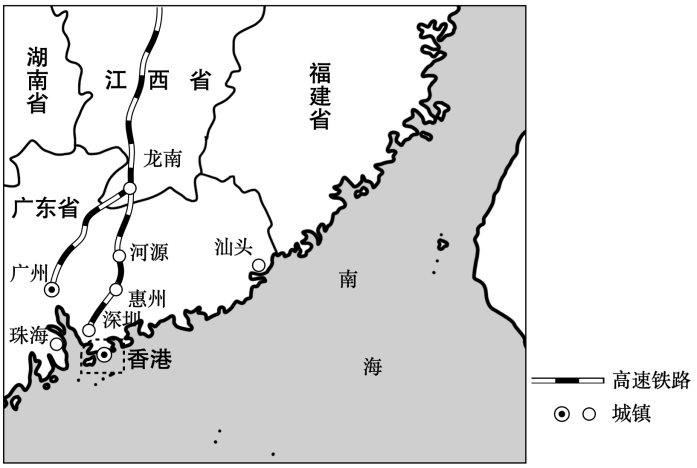 湖南省
江西省
福建省
龙南
广东省
河源
汕头
广州
惠州
南
深圳
珠海
香港
海
高速铁路
城镇